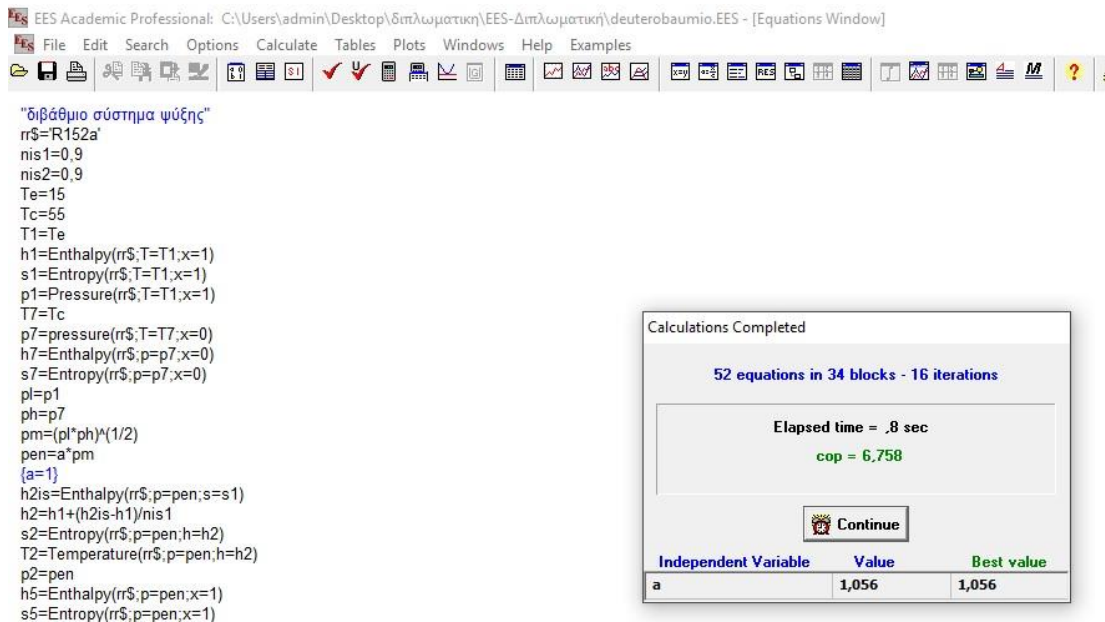 EES Academic Professional: C:\Users\admin\Desktop\διπλωματικη\EES-Διπλωματική\deuterobaumio.EES - [Equations Window]
File Edit Search Options Calculate Tables Plots Windows Help Examples
"διβάθμιο σύστημα ψύξης"
rr$='R152a'
nis1=0,9
nis2=0,9
Te=15
Tc=55
T1=Te
h1=Enthalpy(rr$;T=T1;x=1)
s1=Entropy(rr$;T=T1;x=1)
p1=Pressure(rr$;T=T1;x=1)
T7=Tc
p7=pressure(rr$;T=T7;x=0)
h7=Enthalpy(rr$;p=p7;x=0)
s7=Entropy(rr$;p=p7;x=0)
pl=p1
ph=p7
pm=(pl*ph)^(1/2)
pen=a*pm
{a=1}
h2is=Enthalpy(rr$;p=pen;s=s1)
h2=h1+(h2is-h1)/nis1
s2=Entropy(rr$;p=pen;h=h2)
T2=Temperature(rr$;p=pen;h=h2)
p2=pen
h5=Enthalpy(rr$;p=pen;x=1)
s5=Entropy(rr$;p=pen;x=1)
Calculations Completed
52 equations in 34 blocks - 16 iterations
Elapsed time = ,8 sec
cop = 6,758
Continue
Independent Variable Value Best value
a 1,056 1,056